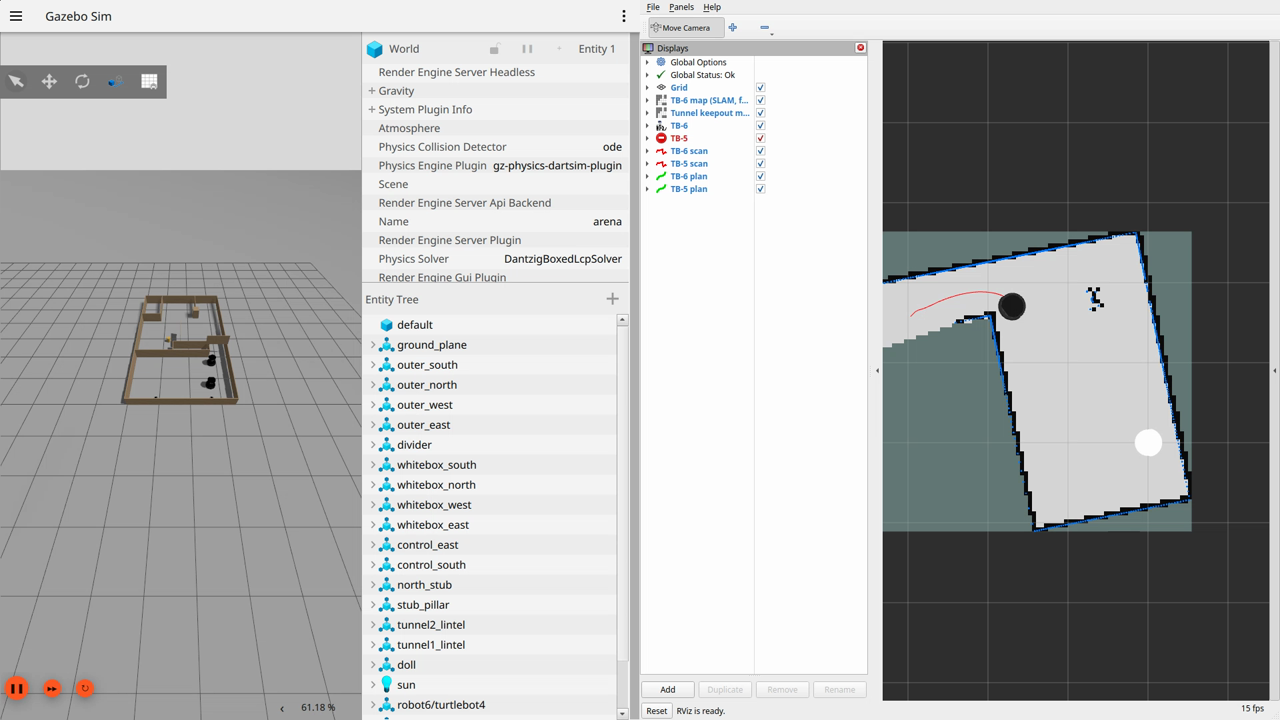 Gazebo Sim
World
Entity 1
Render Engine Server Headless
Gravity
System Plugin Info
Atmosphere
Physics Collision Detector ode
Physics Engine Plugin gz-physics-dartsim-plugin
Scene
Render Engine Server Api Backend
Name arena
Render Engine Server Plugin
Physics Solver DantzigBoxedLcpSolver
Render Engine Gui Plugin
Entity Tree
default
ground_plane
outer_south
outer_north
outer_west
outer_east
divider
whitebox_south
whitebox_north
whitebox_west
whitebox_east
control_east
control_south
north_stub
stub_pillar
tunnel2_lintel
tunnel1_lintel
doll
sun
robot6/turtlebot4
61.18 %
File Panels Help
Move Camera
Displays
Global Options
Global Status: Ok
Grid
TB-6 map (SLAM, f...
Tunnel keepout m...
TB-6
TB-5
TB-6 scan
TB-5 scan
TB-6 plan
TB-5 plan
Add Duplicate Remove Rename
Reset RViz is ready.
15 fps